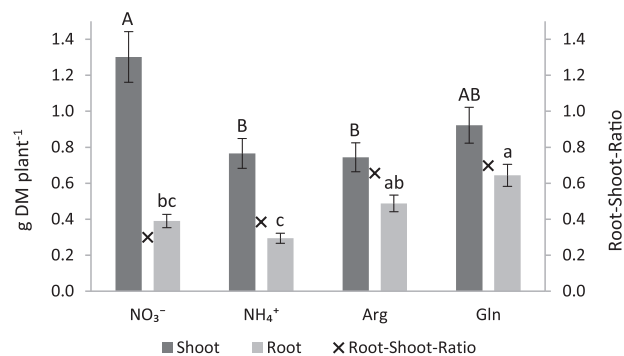 g DM plant⁻¹
1.4
1.2
1.0
0.8
0.6
0.4
0.2
0.0
A
bc
B
c
B
ab
AB
a
1.4
1.2
1.0
0.8
0.6
0.4
0.2
0.0
Root-Shoot-Ratio
NO₃⁻ NH₄⁺ Arg Gln
Shoot Root Root-Shoot-Ratio